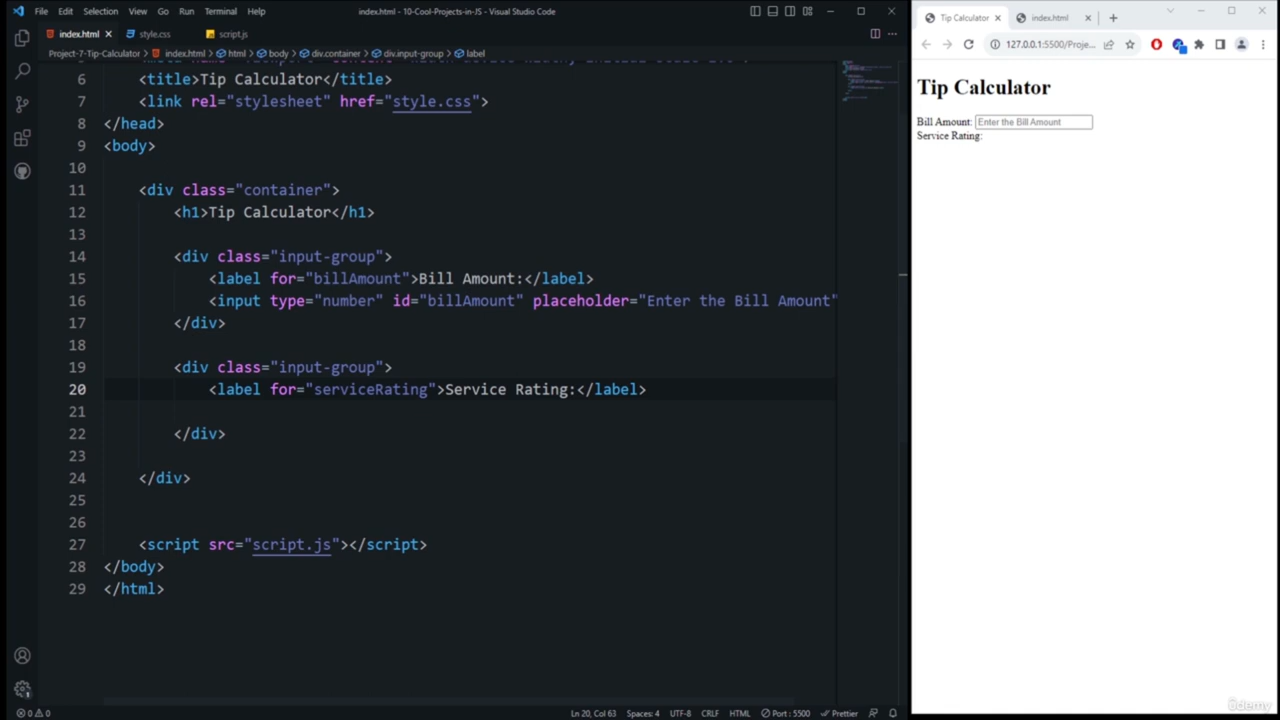 File Edit Selection View Go Run Terminal Help
index.html - 10-Cool-Projects-in-JS - Visual Studio Code
index.html
style.css
script.js
Project-7-Tip-Calculator > index.html > html > body > div.container > div.input-group > label
6 <title>Tip Calculator</title>
7 <link rel="stylesheet" href="style.css">
8 </head>
9 <body>
10
11 <div class="container">
12 <h1>Tip Calculator</h1>
13
14 <div class="input-group">
15 <label for="billAmount">Bill Amount:</label>
16 <input type="number" id="billAmount" placeholder="Enter the Bill Amount"
17 </div>
18
19 <div class="input-group">
20 <label for="serviceRating">Service Rating:</label>
21
22 </div>
23
24 </div>
25
26
27 <script src="script.js"></script>
28 </body>
29 </html>
0 0
Ln 20, Col 63 Spaces: 4 UTF-8 CRLF HTML Port : 5500 Prettier
Tip Calculator
index.html
127.0.0.1:5500/Proje...
Tip Calculator
Bill Amount: Enter the Bill Amount
Service Rating:
ûdemy